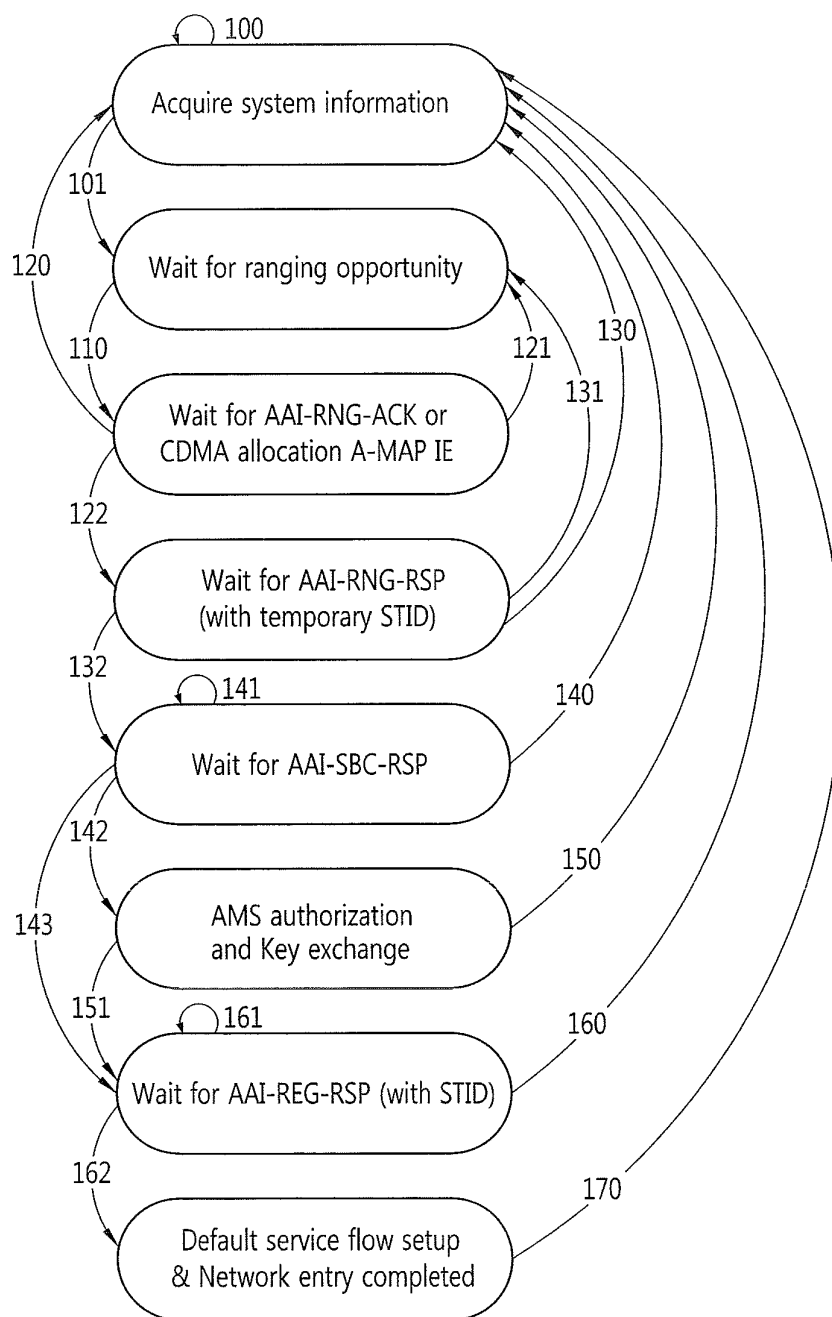 100
Acquire system information
101
120
Wait for ranging opportunity
110
121
131
130
Wait for AAI-RNG-ACK or
CDMA allocation A-MAP IE
122
Wait for AAI-RNG-RSP
(with temporary STID)
132
141
140
Wait for AAI-SBC-RSP
142
150
143
AMS authorization
and Key exchange
151
161
160
Wait for AAI-REG-RSP (with STID)
162
170
Default service flow setup
& Network entry completed